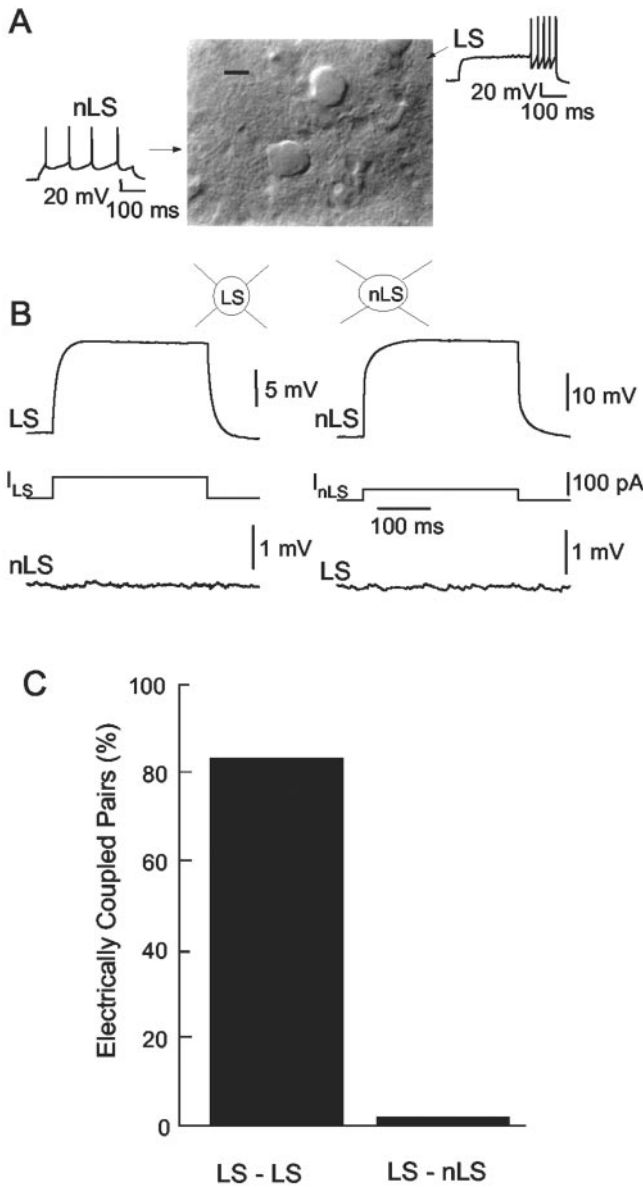 A
nLS
20 mV
100 ms
LS
20 mV
100 ms
B
LS
nLS
LS
5 mV
nLS
10 mV
I LS
I nLS
100 pA
100 ms
nLS
1 mV
LS
1 mV
C
Electrically Coupled Pairs (%)
100
80
60
40
20
0
LS - LS
LS - nLS